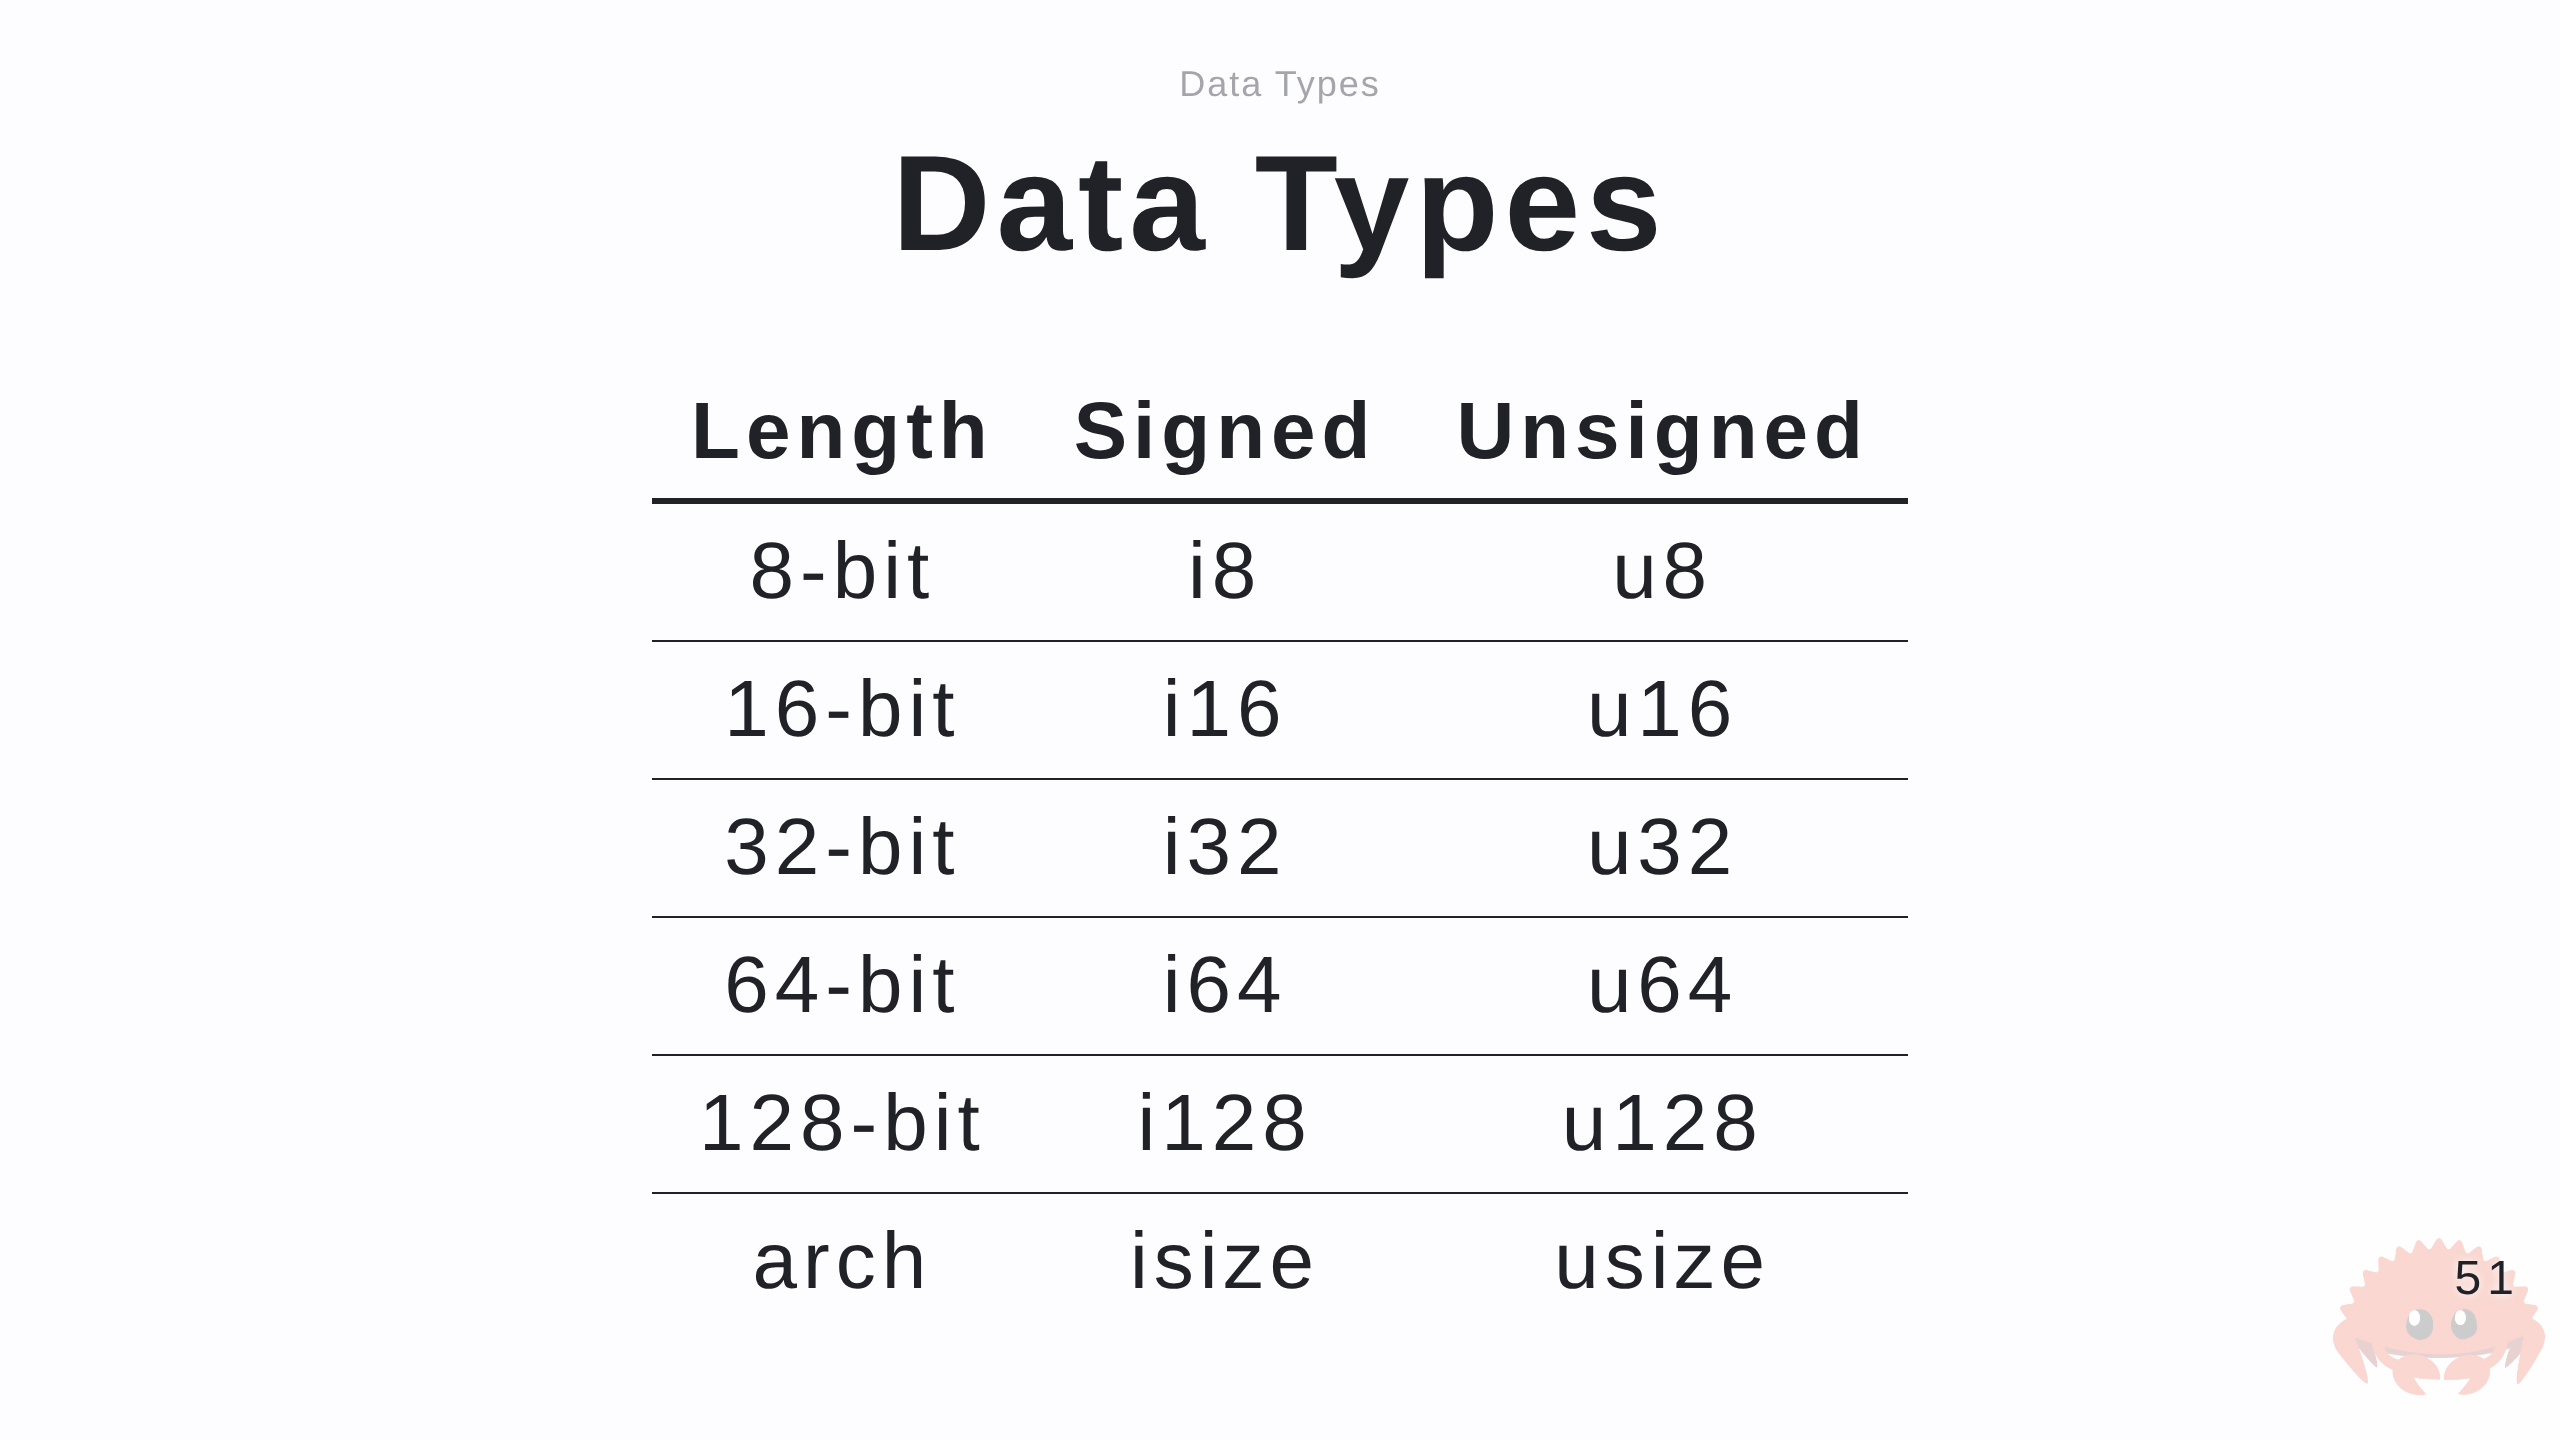 Data Types
Data Types
Length Signed Unsigned
8-bit i8 u8
16-bit i16 u16
32-bit i32 u32
64-bit i64 u64
128-bit i128 u128
arch isize usize
51